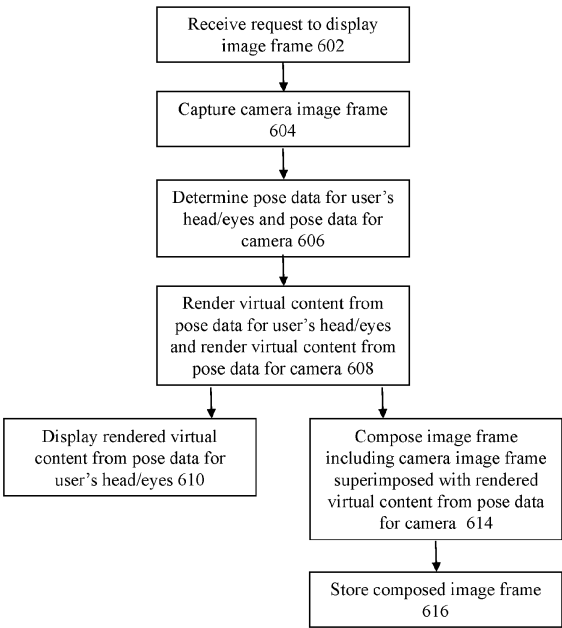 Receive request to display
image frame 602
Capture camera image frame
604
Determine pose data for user's
head/eyes and pose data for
camera 606
Render virtual content from
pose data for user's head/eyes
and render virtual content from
pose data for camera 608
Display rendered virtual
content from pose data for
user's head/eyes 610
Compose image frame
including camera image frame
superimposed with rendered
virtual content from pose data
for camera 614
Store composed image frame
616